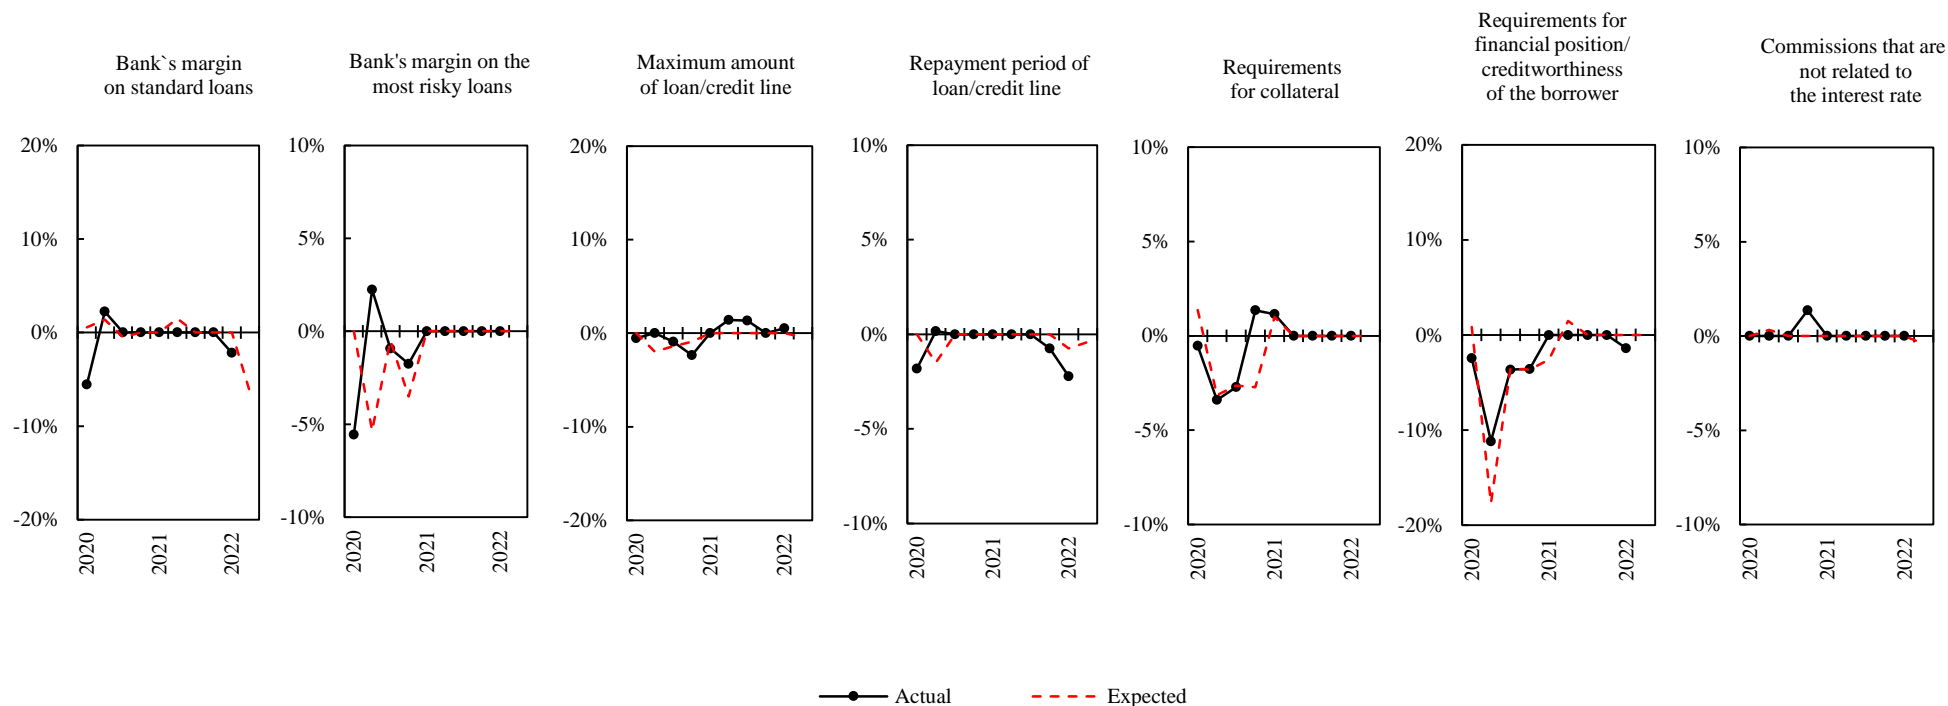 Bank`s margin
on standard loans
20%
10%
0%
-10%
-20%
2020
2021
2022
Bank's margin on the
most risky loans
10%
5%
0%
-5%
-10%
2020
2021
2022
Maximum amount
of loan/credit line
20%
10%
0%
-10%
-20%
2020
2021
2022
Repayment period of
loan/credit line
10%
5%
0%
-5%
-10%
2020
2021
2022
Requirements
for collateral
10%
5%
0%
-5%
-10%
2020
2021
2022
Requirements for
financial position/
creditworthiness
of the borrower
20%
10%
0%
-10%
-20%
2020
2021
2022
Commissions that are
not related to
the interest rate
10%
5%
0%
-5%
-10%
2020
2021
2022
Actual
Expected